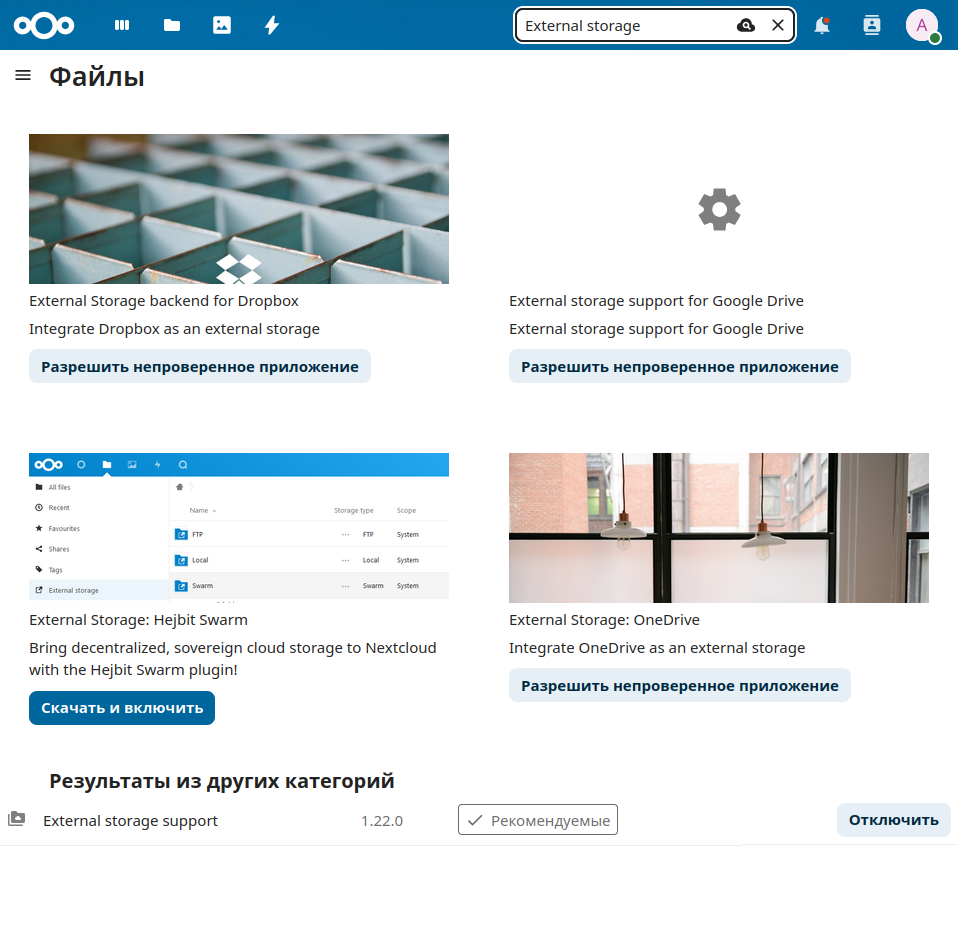 External storage
A
Файлы
External Storage backend for Dropbox
Integrate Dropbox as an external storage
Разрешить непроверенное приложение
External storage support for Google Drive
External storage support for Google Drive
Разрешить непроверенное приложение
All files
Recent
Favourites
Shares
Tags
External storage
Name Storage type Scope
FTP FTP System
Local Local System
Swarm Swarm System
External Storage: Hejbit Swarm
Bring decentralized, sovereign cloud storage to Nextcloud
with the Hejbit Swarm plugin!
Скачать и включить
External Storage: OneDrive
Integrate OneDrive as an external storage
Разрешить непроверенное приложение
Результаты из других категорий
External storage support 1.22.0 Рекомендуемые Отключить